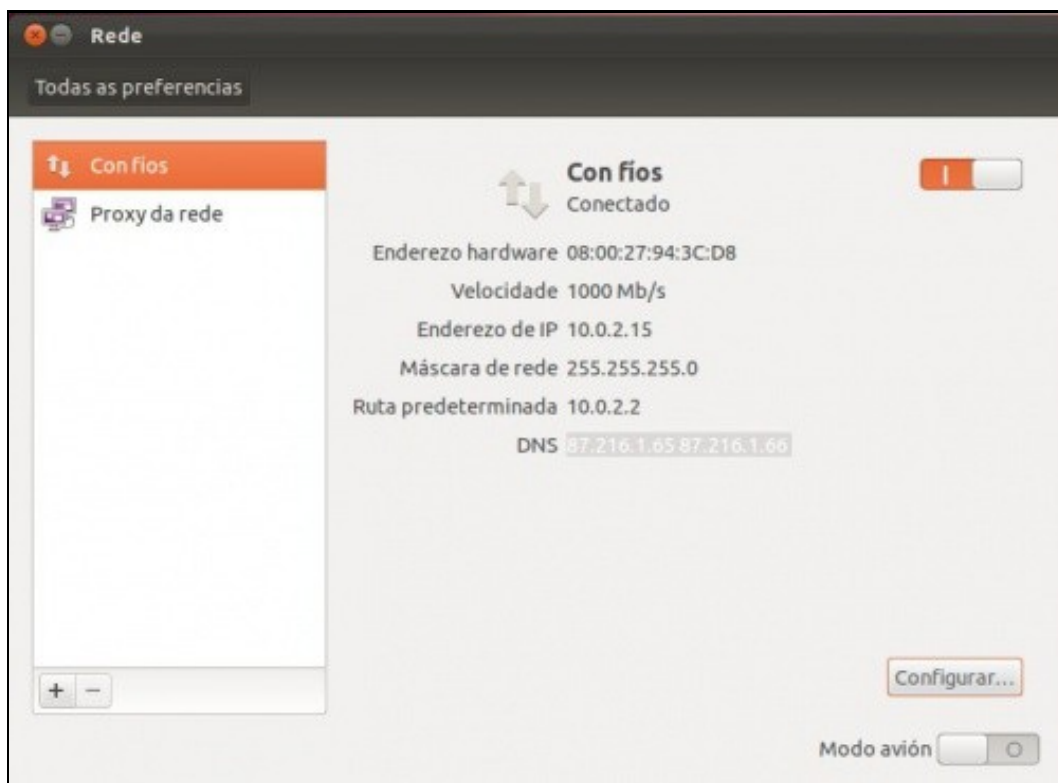 Rede
Todas as preferencias
Con fíos
Proxy da rede
Con fíos
Conectado
Enderezo hardware 08:00:27:94:3C:D8
Velocidade 1000 Mb/s
Enderezo de IP 10.0.2.15
Máscara de rede 255.255.255.0
Ruta predeterminada 10.0.2.2
DNS 87.216.1.65 87.216.1.66
Configurar...
Modo avión